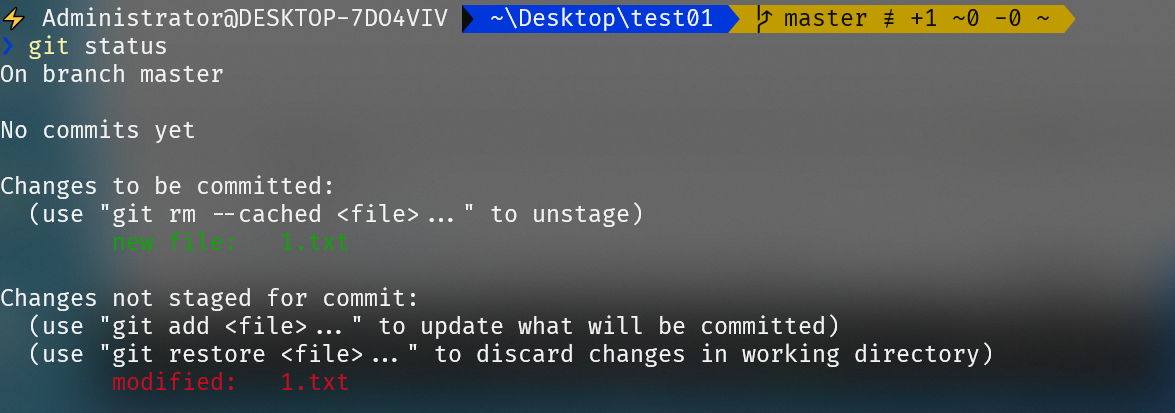 ⚡ Administrator@DESKTOP-7DO4VIV ~\Desktop\test01 master ≢ +1 ~0 -0 ~
❯ git status
On branch master
No commits yet
Changes to be committed:
(use "git rm --cached <file>..." to unstage)
new file: 1.txt
Changes not staged for commit:
(use "git add <file>..." to update what will be committed)
(use "git restore <file>..." to discard changes in working directory)
modified: 1.txt